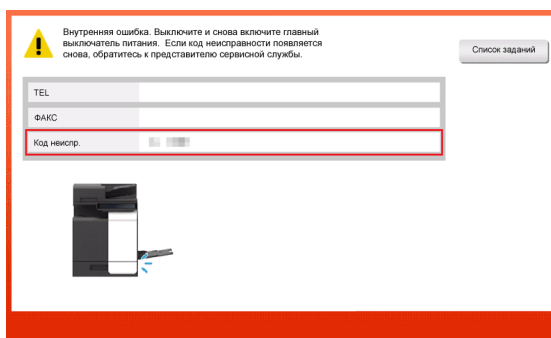 Внутренняя ошибка. Выключите и снова включите главный
выключатель питания. Если код неисправности появляется
снова, обратитесь к представителю сервисной службы.
Список заданий
TEL
ФАКС
Код неиспр.